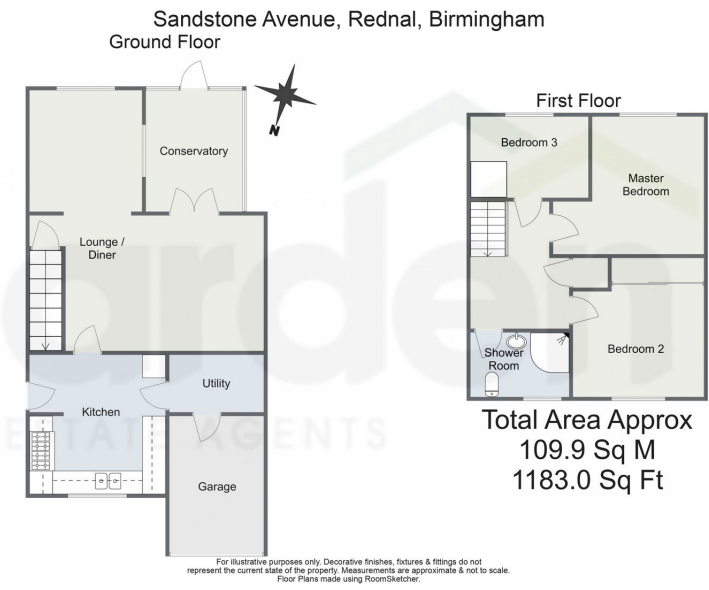 Sandstone Avenue, Rednal, Birmingham
Ground Floor
N
Conservatory
Lounge /
Diner
Kitchen
Utility
Garage
First Floor
Bedroom 3
Master
Bedroom
Bedroom 2
Shower
Room
arden
ESTATE AGENTS
Total Area Approx
109.9 Sq M
1183.0 Sq Ft
For illustrative purposes only. Decorative finishes, fixtures & fittings do not
represent the current state of the property. Measurements are approximate & not to scale.
Floor Plans made using RoomSketcher.